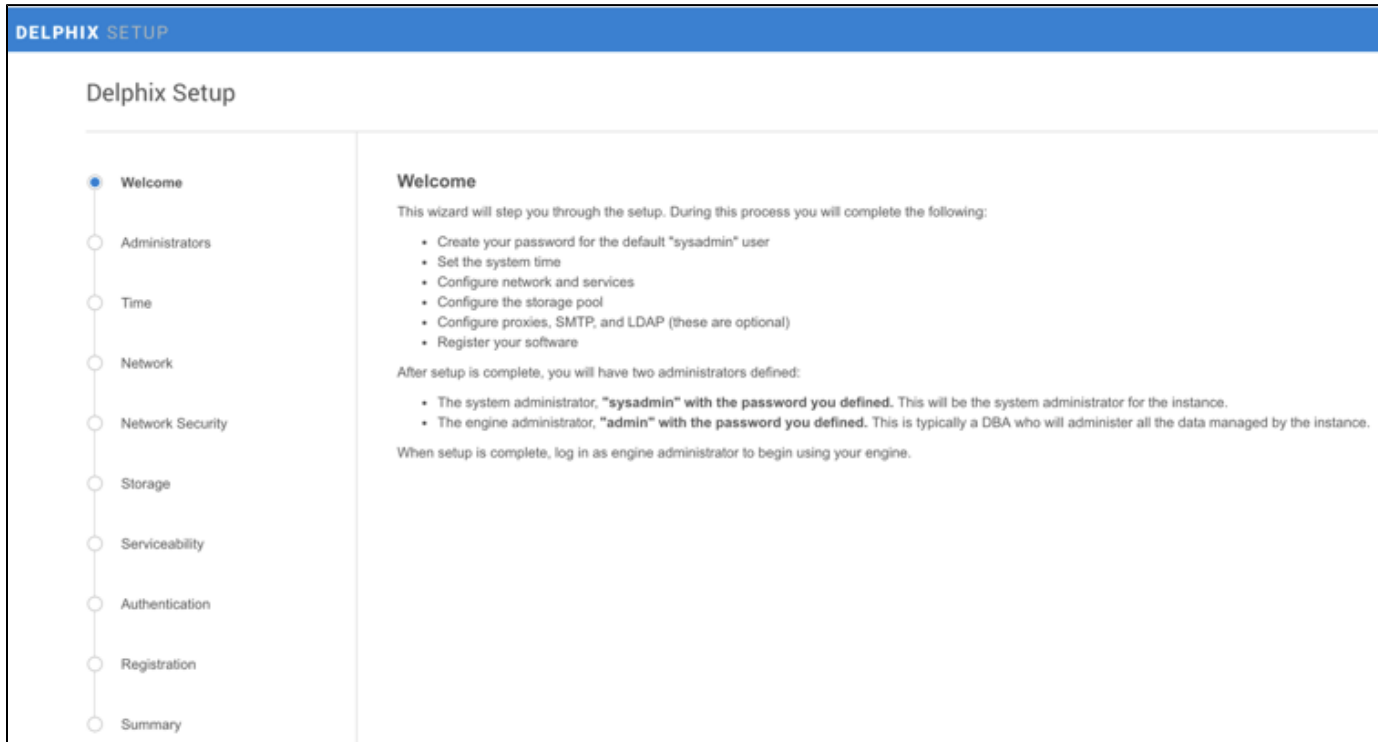 DELPHIX SETUP
Delphix Setup
Welcome
Administrators
Time
Network
Network Security
Storage
Serviceability
Authentication
Registration
Summary
Welcome
This wizard will step you through the setup. During this process you will complete the following:
• Create your password for the default "sysadmin" user
• Set the system time
• Configure network and services
• Configure the storage pool
• Configure proxies, SMTP, and LDAP (these are optional)
• Register your software
After setup is complete, you will have two administrators defined:
• The system administrator, "sysadmin" with the password you defined. This will be the system administrator for the instance.
• The engine administrator, "admin" with the password you defined. This is typically a DBA who will administer all the data managed by the instance.
When setup is complete, log in as engine administrator to begin using your engine.